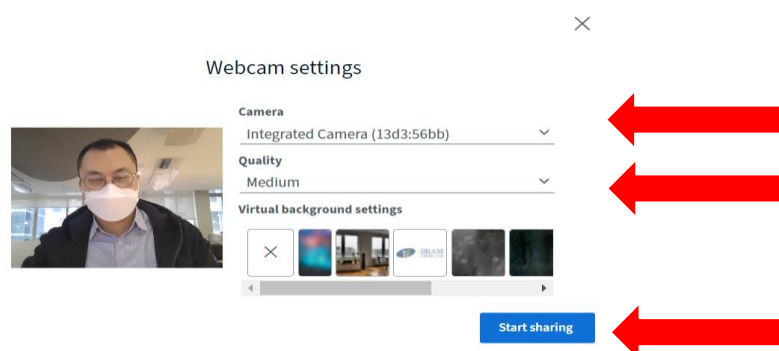 Webcam settings
Camera
Integrated Camera (13d3:56bb)
Quality
Medium
Virtual background settings
Start sharing